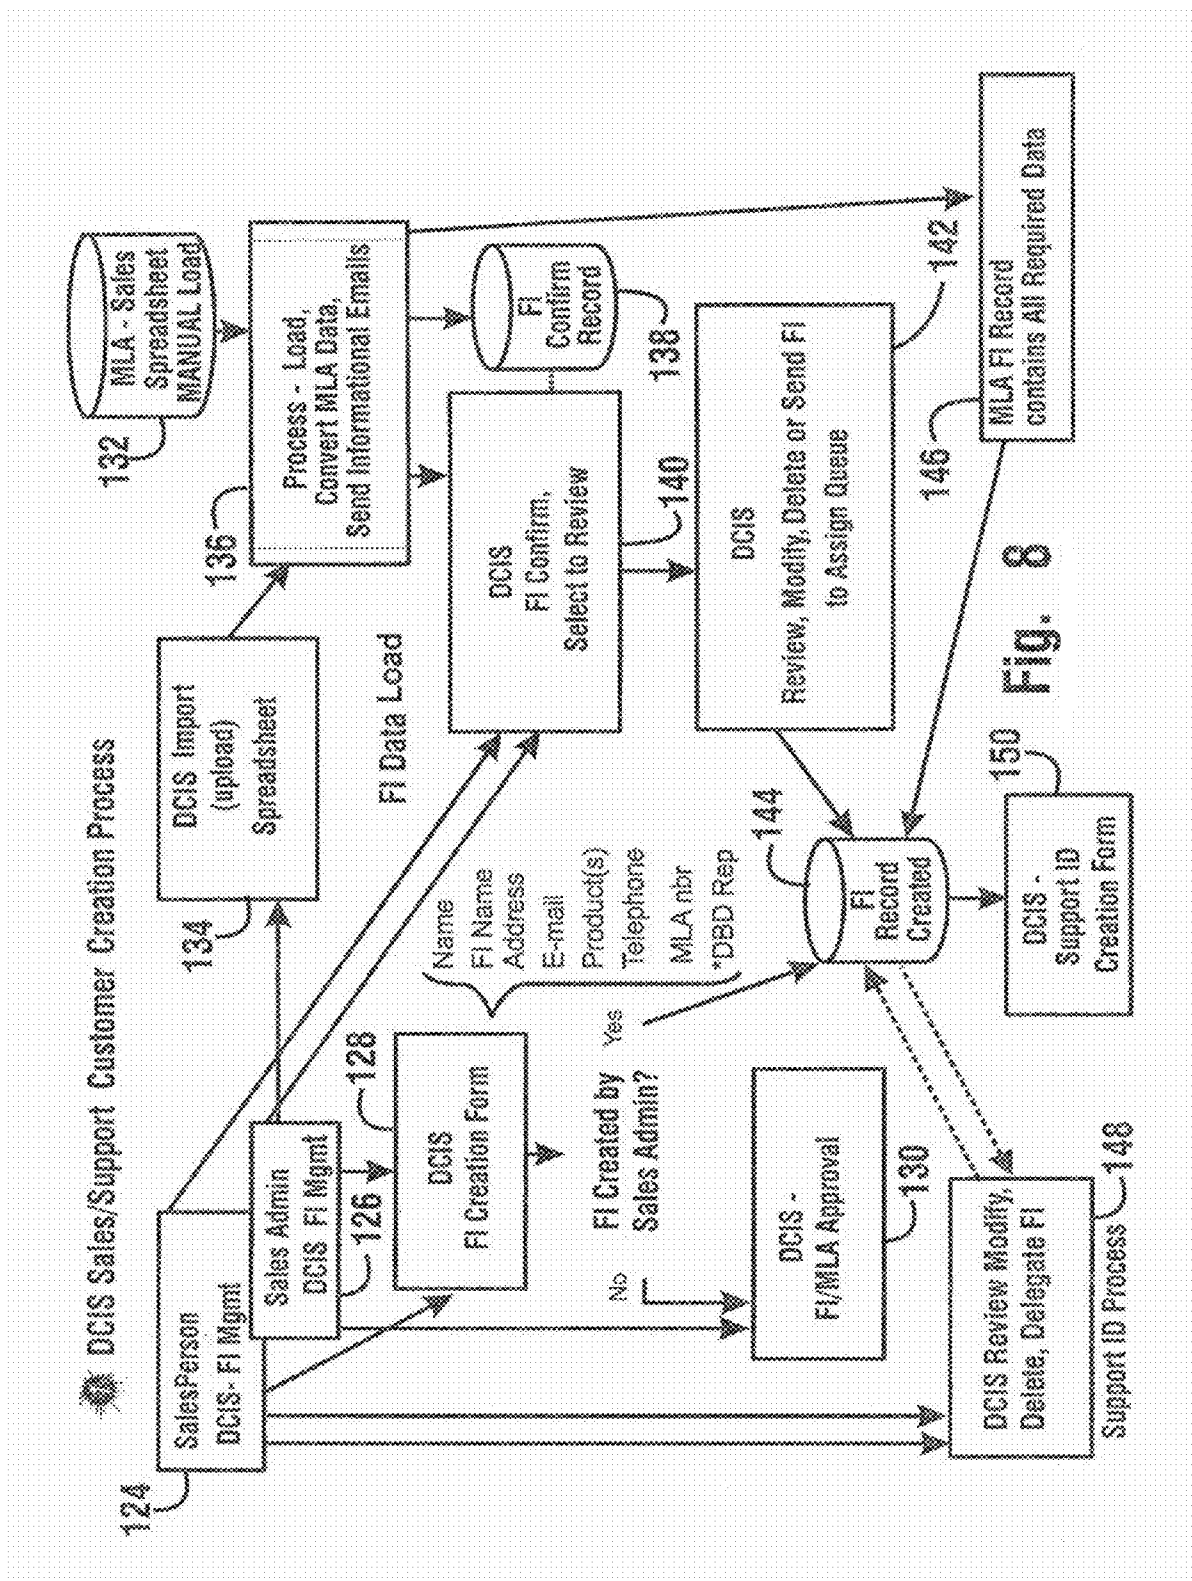 DCIS Sales/Support Customer Creation Process
124
SalesPerson
DCIS- FI Mgmt
Sales Admin
DCIS FI Mgmt
126
134
DCIS Import
(upload)
Spreadsheet
132
MLA - Sales
Spreadsheet
MANUAL Load
136
Process - Load,
Convert MLA Data,
Send Informational Emails
FI Data Load
128
DCIS
FI Creation Form
Name
FI Name
Address
E-mail
Product(s)
Telephone
MLA nbr
*DBD Rep
DCIS
FI Confirm,
Select to Review
140
FI
Confirm
Record
138
No
FI Created by
Sales Admin?
Yes
DCIS -
FI/MLA Approval
130
DCIS
Review, Modify, Delete or Send FI
to Assign Queue
142
144
FI
Record
Created
146
MLA FI Record
contains All Required Data
DCIS Review Modify,
Delete, Delegate FI
Support ID Process
148
150
DCIS -
Support ID
Creation Form
Fig. 8